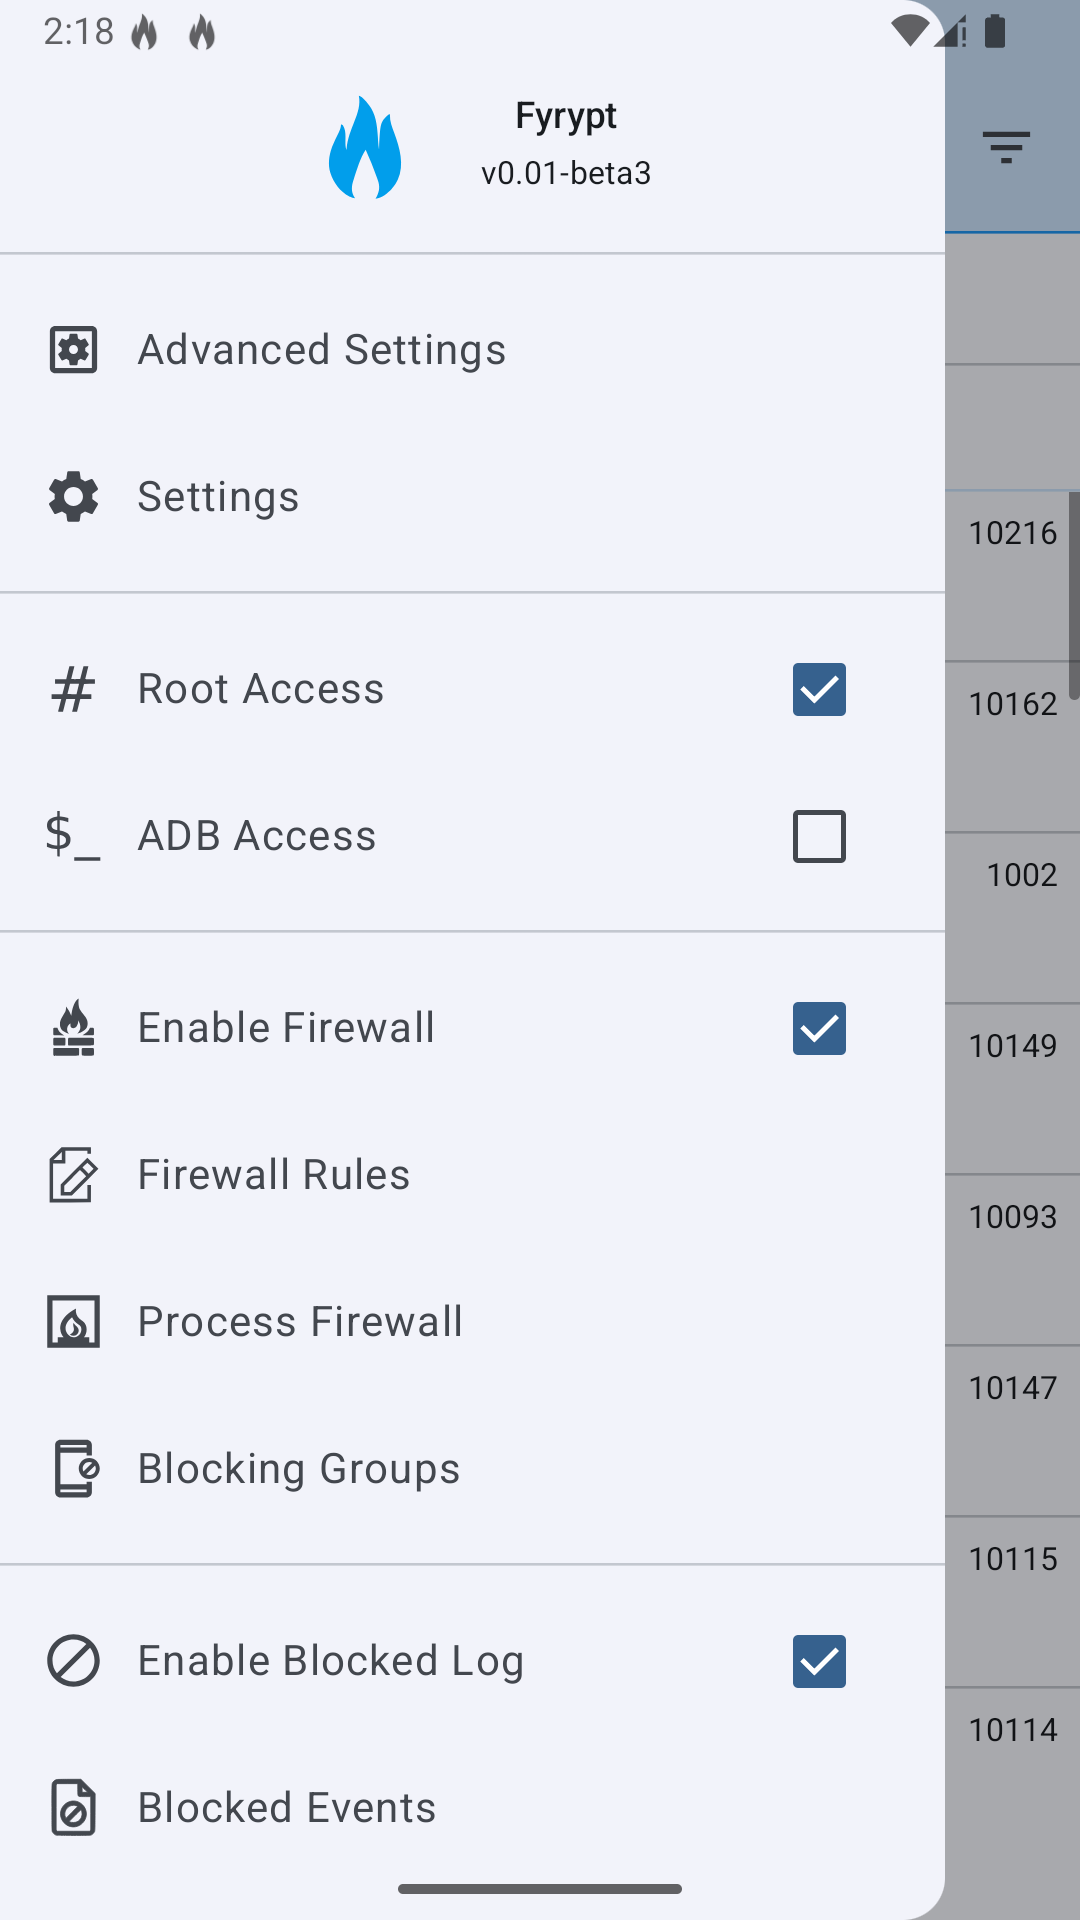 2:18
Fyrypt
v0.01-beta3
Advanced Settings
Settings
10216
# Root Access
10162
$_ ADB Access
1002
Enable Firewall
10149
Firewall Rules
10093
Process Firewall
10147
Blocking Groups
10115
Enable Blocked Log
10114
Blocked Events